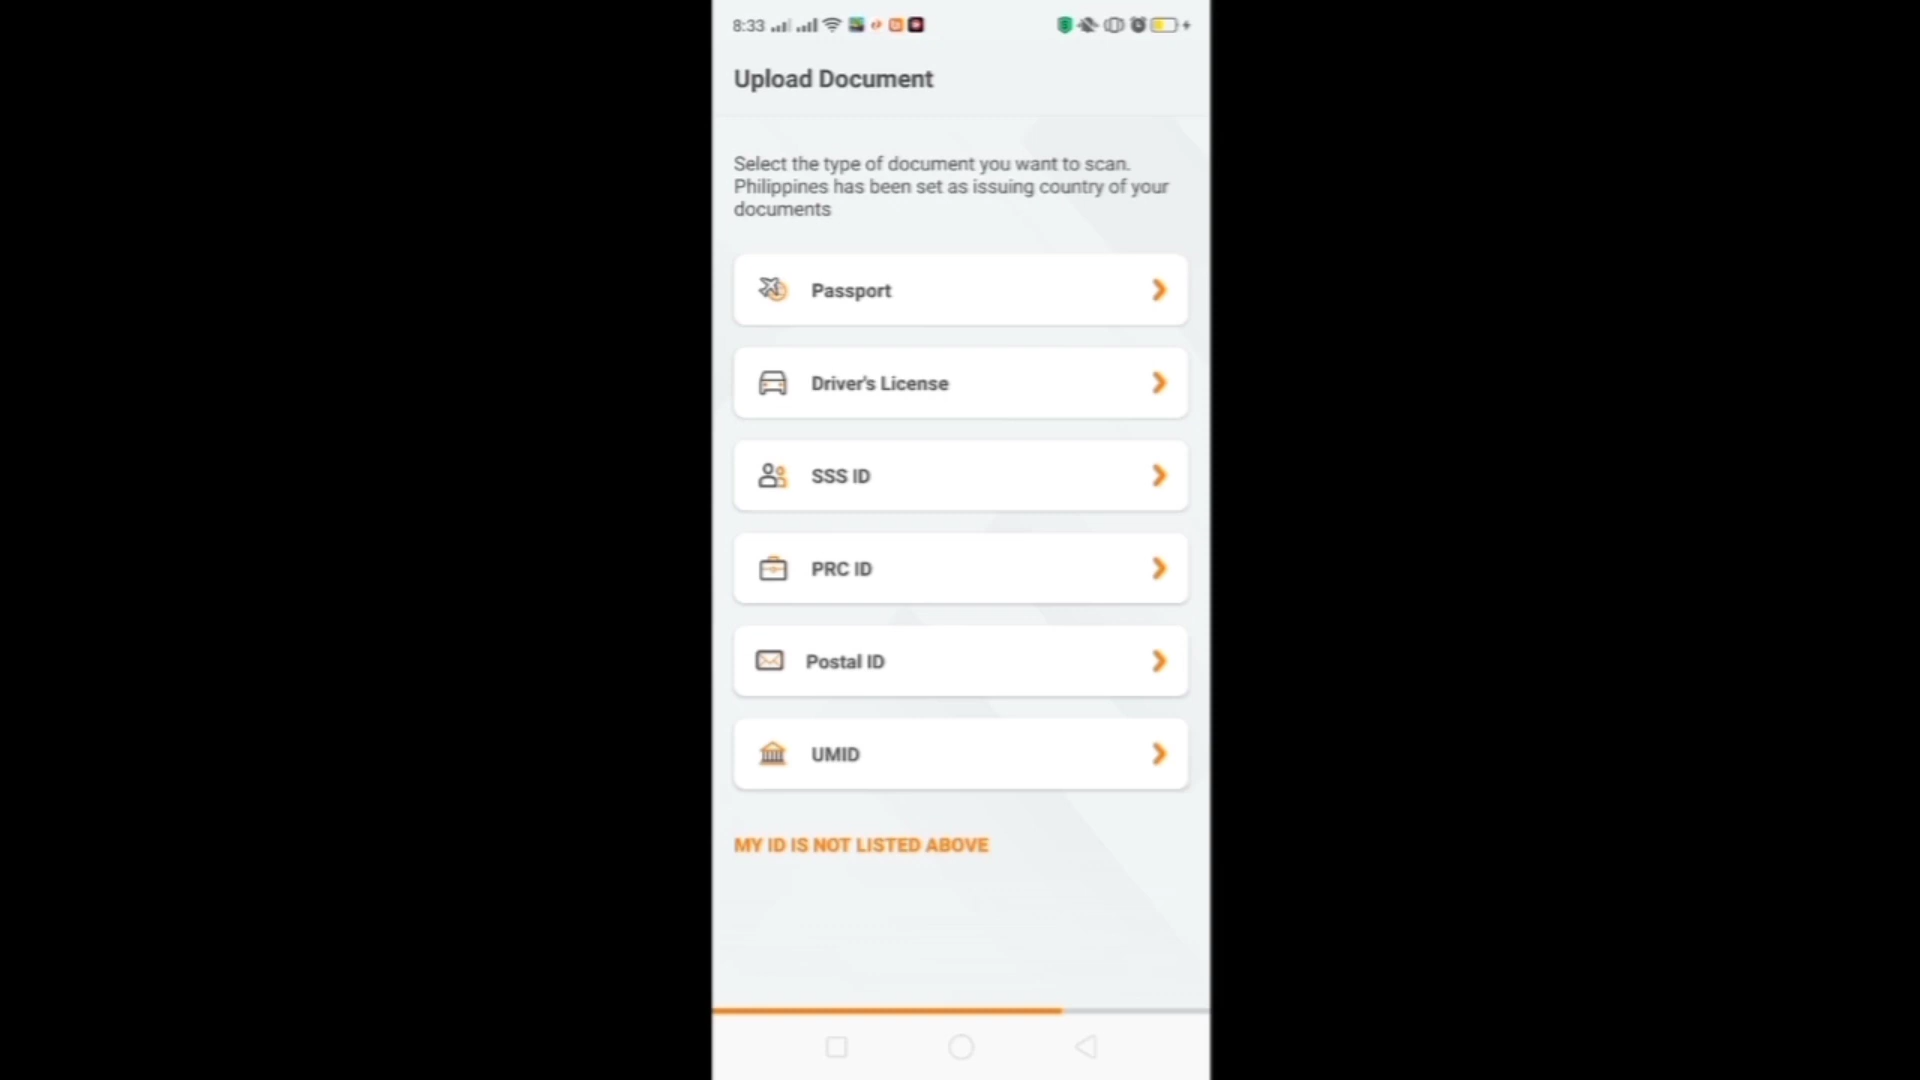 8:33
Upload Document
Select the type of document you want to scan.
Philippines has been set as issuing country of your
documents
Passport
Driver's License
SSS ID
PRC ID
Postal ID
UMID
MY ID IS NOT LISTED ABOVE